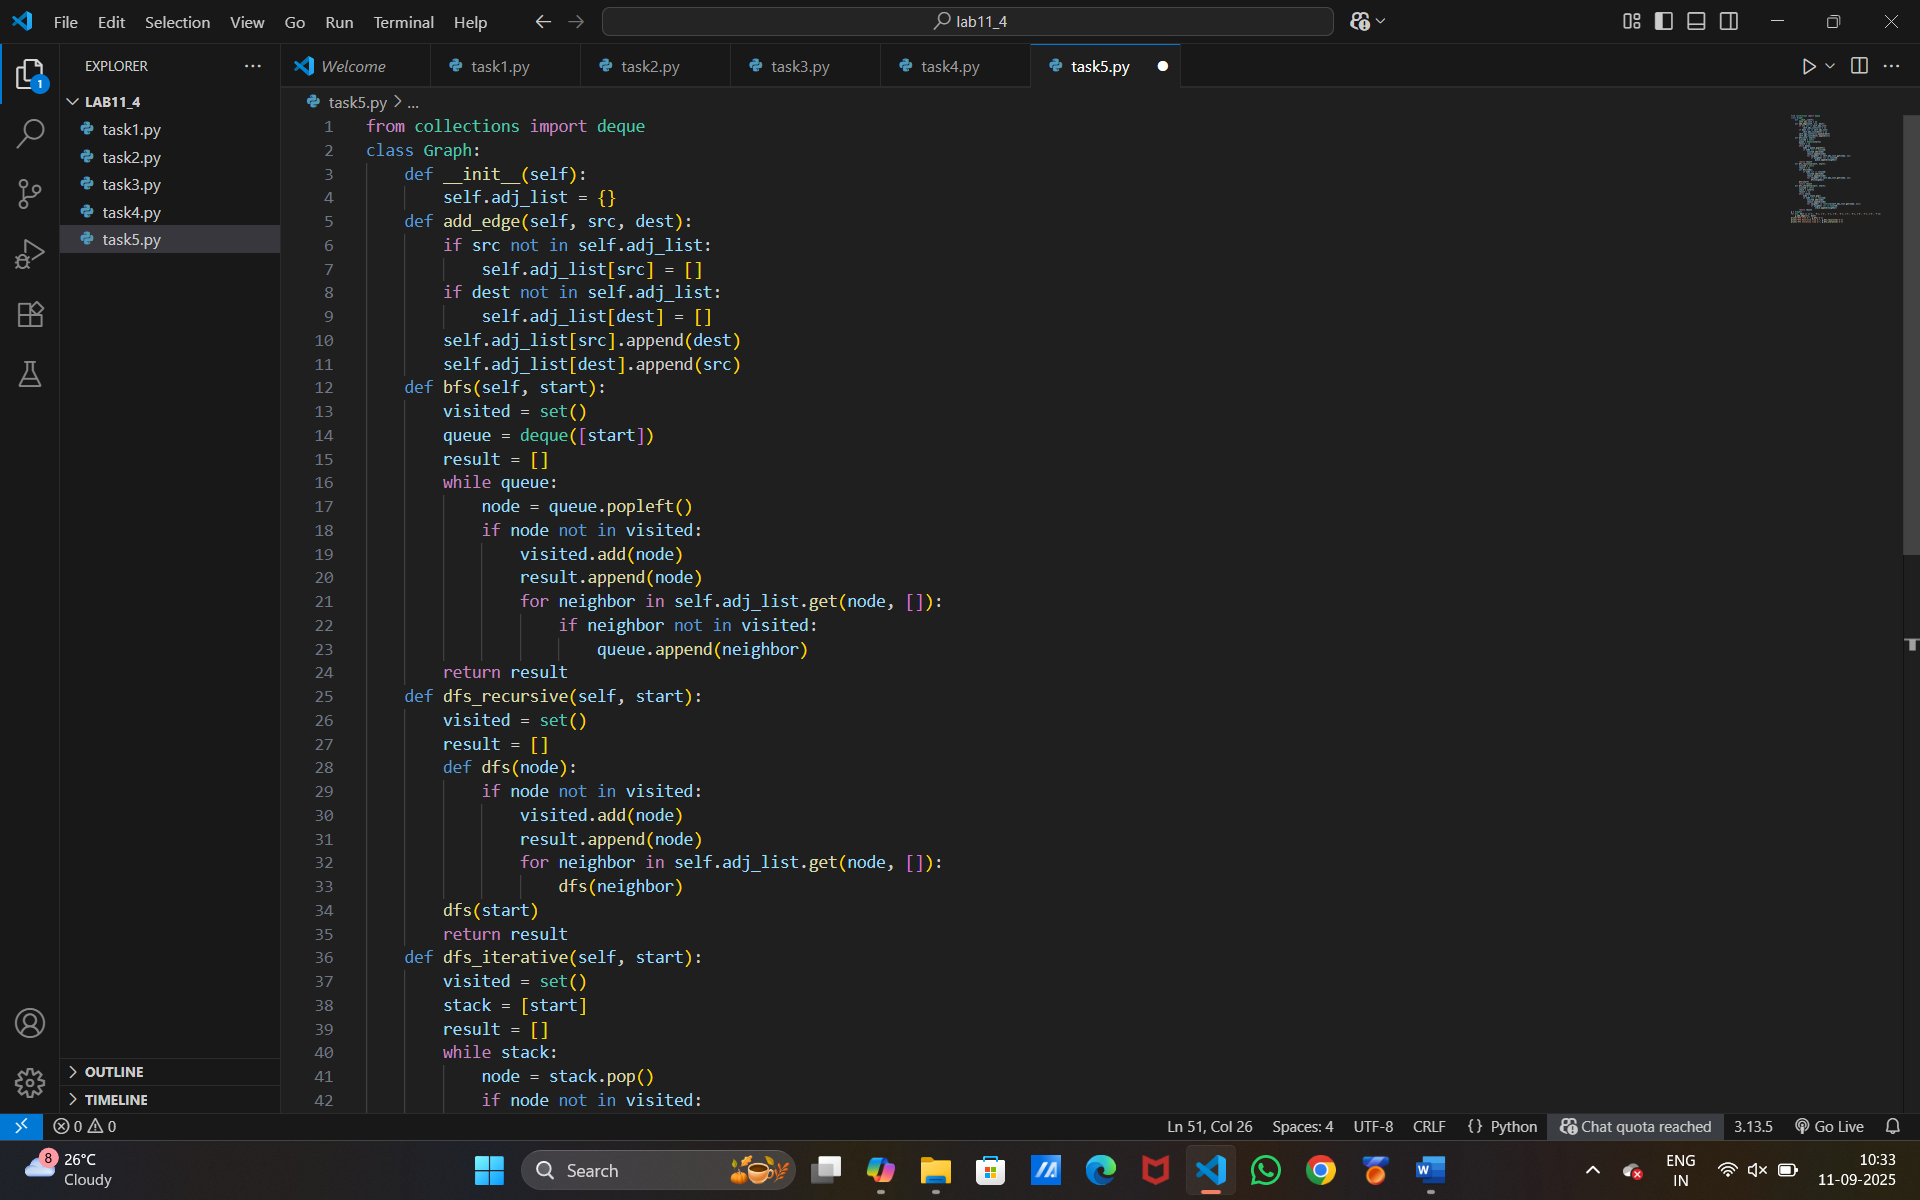 File Edit Selection View Go Run Terminal Help
lab11_4
EXPLORER
Welcome
task1.py
task2.py
task3.py
task4.py
task5.py
1
LAB11_4
task1.py
task2.py
task3.py
task4.py
task5.py
task5.py > ...
1 from collections import deque
2 class Graph:
3     def __init__(self):
4         self.adj_list = {}
5     def add_edge(self, src, dest):
6         if src not in self.adj_list:
7             self.adj_list[src] = []
8         if dest not in self.adj_list:
9             self.adj_list[dest] = []
10         self.adj_list[src].append(dest)
11         self.adj_list[dest].append(src)
12     def bfs(self, start):
13         visited = set()
14         queue = deque([start])
15         result = []
16         while queue:
17             node = queue.popleft()
18             if node not in visited:
19                 visited.add(node)
20                 result.append(node)
21                 for neighbor in self.adj_list.get(node, []):
22                     if neighbor not in visited:
23                         queue.append(neighbor)
24         return result
25     def dfs_recursive(self, start):
26         visited = set()
27         result = []
28         def dfs(node):
29             if node not in visited:
30                 visited.add(node)
31                 result.append(node)
32                 for neighbor in self.adj_list.get(node, []):
33                     dfs(neighbor)
34         dfs(start)
35         return result
36     def dfs_iterative(self, start):
37         visited = set()
38         stack = [start]
39         result = []
40         while stack:
41             node = stack.pop()
42             if node not in visited:
OUTLINE
TIMELINE
0 0
Ln 51, Col 26
Spaces: 4
UTF-8
CRLF
{ } Python
Chat quota reached
3.13.5
Go Live
8
26°C
Cloudy
Search
ENG
IN
10:33
11-09-2025